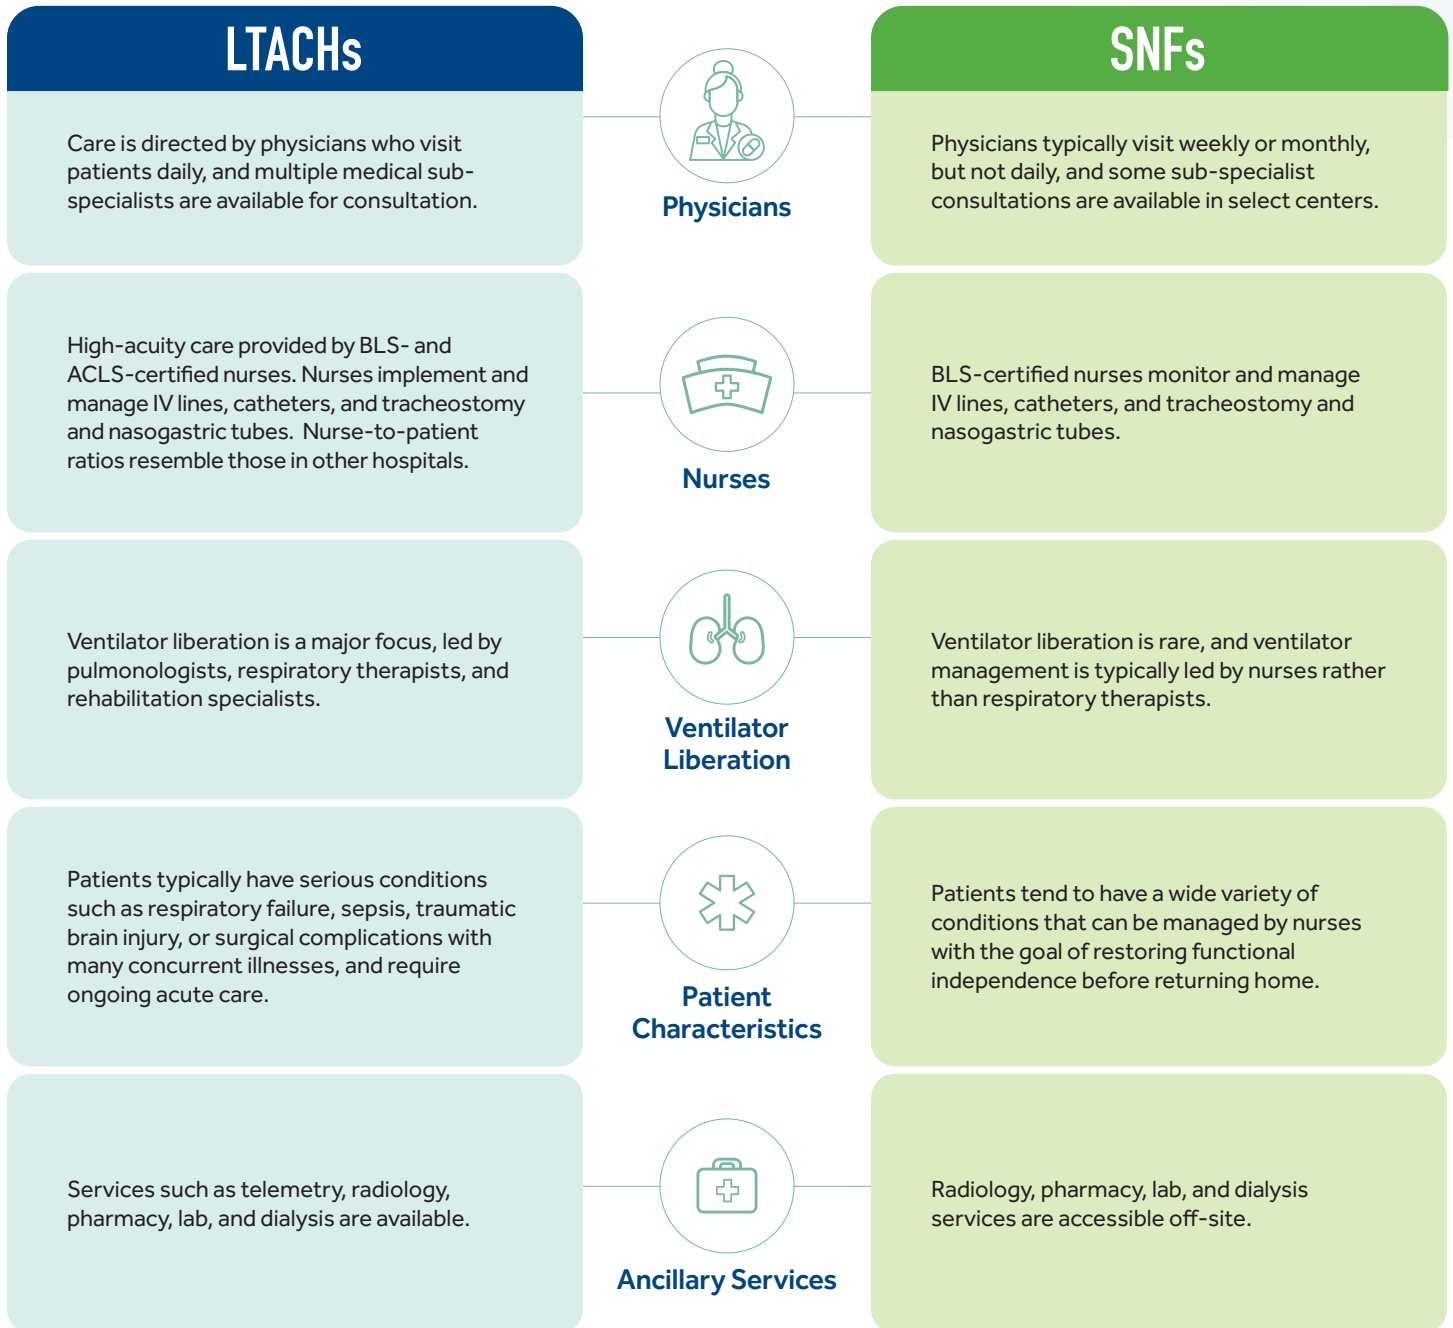 LTACHs
SNFs
Care is directed by physicians who visit
patients daily, and multiple medical sub-
specialists are available for consultation.
Physicians
Physicians typically visit weekly or monthly,
but not daily, and some sub-specialist
consultations are available in select centers.
High-acuity care provided by BLS- and
ACLS-certified nurses. Nurses implement and
manage IV lines, catheters, and tracheostomy
and nasogastric tubes.  Nurse-to-patient
ratios resemble those in other hospitals.
Nurses
BLS-certified nurses monitor and manage
IV lines, catheters, and tracheostomy and
nasogastric tubes.
Ventilator liberation is a major focus, led by
pulmonologists, respiratory therapists, and
rehabilitation specialists.
Ventilator
Liberation
Ventilator liberation is rare, and ventilator
management is typically led by nurses rather
than respiratory therapists.
Patients typically have serious conditions
such as respiratory failure, sepsis, traumatic
brain injury, or surgical complications with
many concurrent illnesses, and require
ongoing acute care.
Patient
Characteristics
Patients tend to have a wide variety of
conditions that can be managed by nurses
with the goal of restoring functional
independence before returning home.
Services such as telemetry, radiology,
pharmacy, lab, and dialysis are available.
Ancillary Services
Radiology, pharmacy, lab, and dialysis
services are accessible off-site.